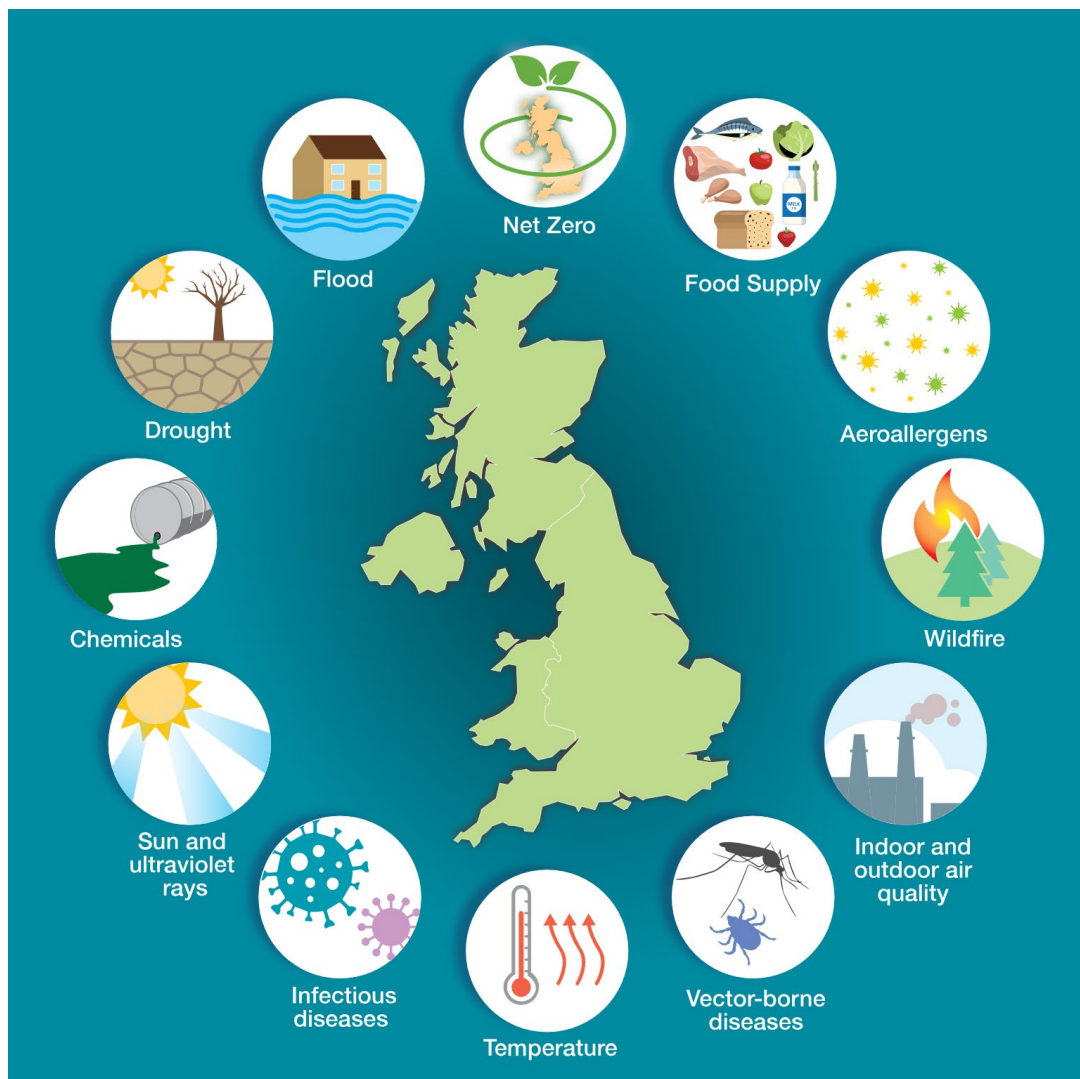 Net Zero
Food Supply
Aeroallergens
Wildfire
Indoor and
outdoor air
quality
Vector-borne
diseases
Temperature
Infectious
diseases
Sun and
ultraviolet
rays
Chemicals
Drought
Flood
MILK